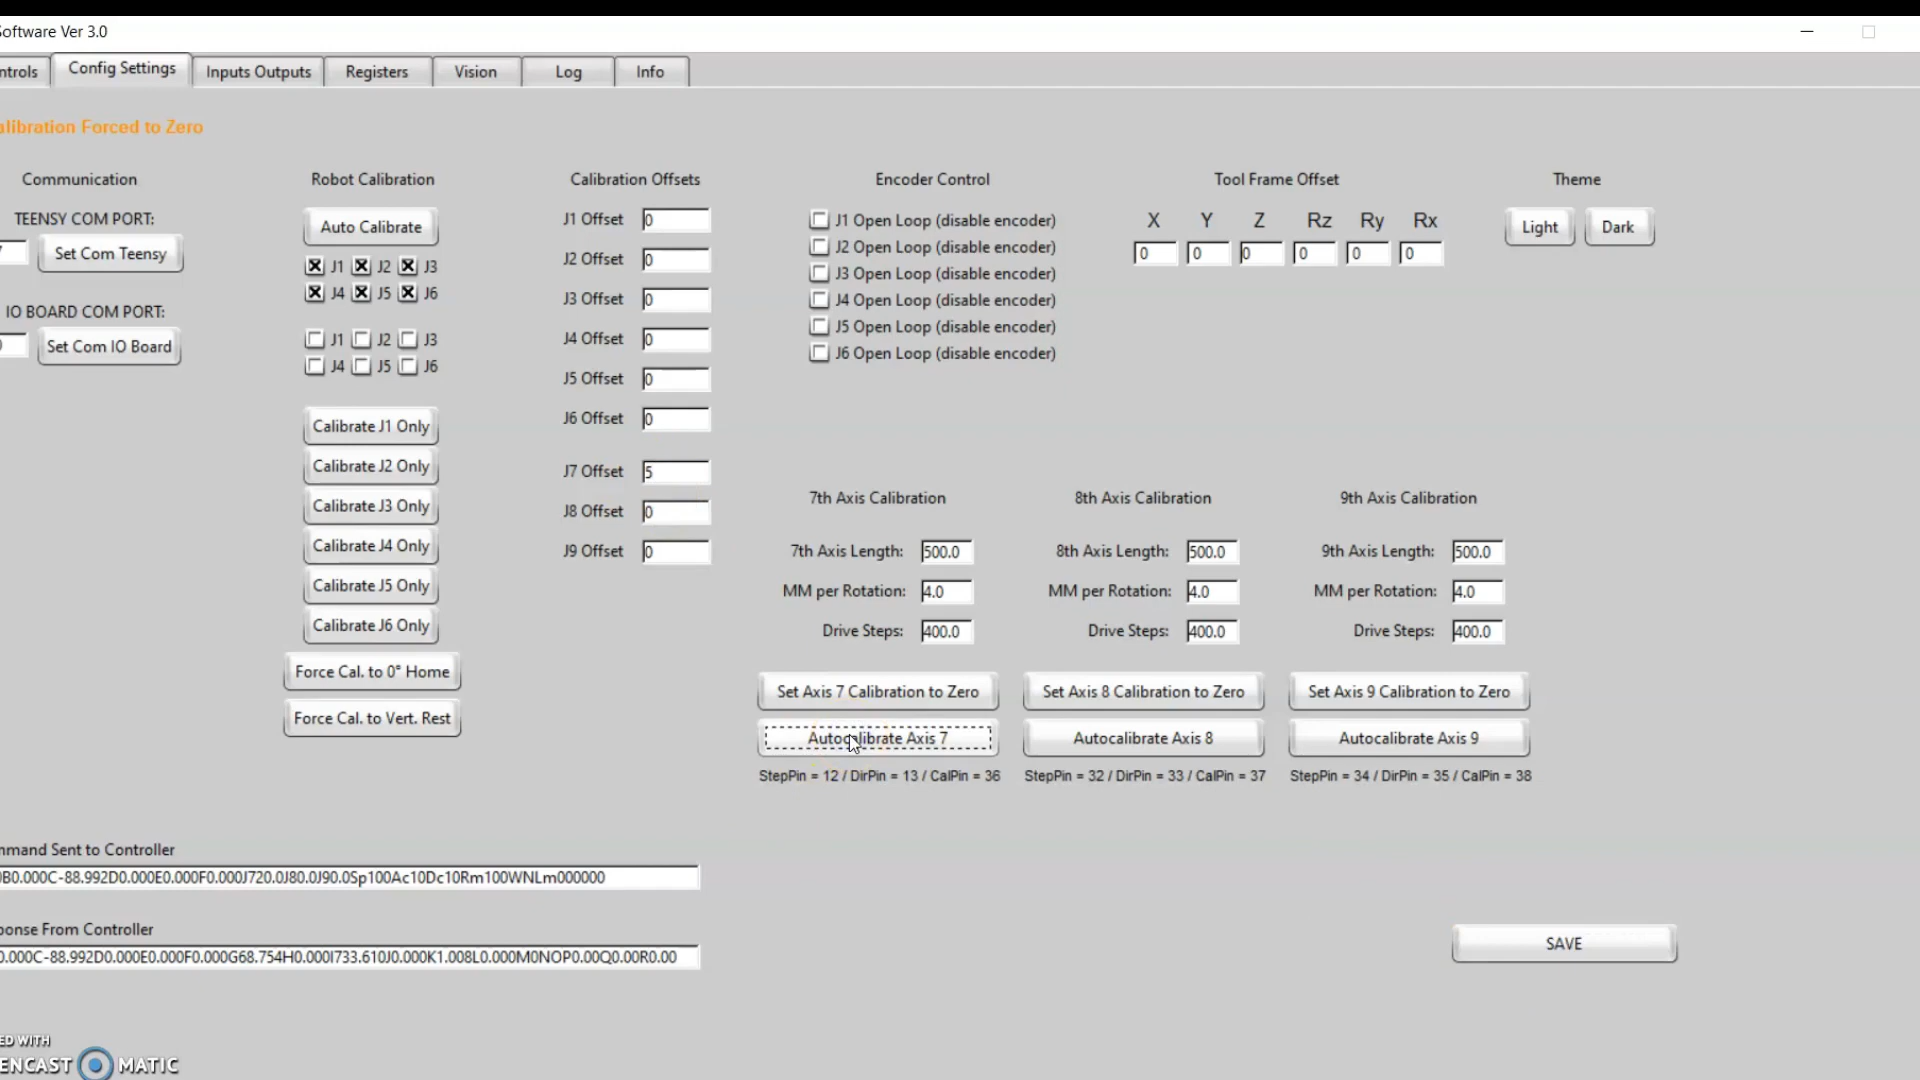 Software Ver 3.0
ntrols Config Settings Inputs Outputs Registers Vision Log Info
alibration Forced to Zero
Communication
TEENSY COM PORT:
Set Com Teensy
IO BOARD COM PORT:
Set Com IO Board
Robot Calibration
Auto Calibrate
J1 J2 J3
J4 J5 J6
J1 J2 J3
J4 J5 J6
Calibrate J1 Only
Calibrate J2 Only
Calibrate J3 Only
Calibrate J4 Only
Calibrate J5 Only
Calibrate J6 Only
Force Cal. to 0° Home
Force Cal. to Vert. Rest
Calibration Offsets
J1 Offset 0
J2 Offset 0
J3 Offset 0
J4 Offset 0
J5 Offset 0
J6 Offset 0
J7 Offset 5
J8 Offset 0
J9 Offset 0
Encoder Control
J1 Open Loop (disable encoder)
J2 Open Loop (disable encoder)
J3 Open Loop (disable encoder)
J4 Open Loop (disable encoder)
J5 Open Loop (disable encoder)
J6 Open Loop (disable encoder)
Tool Frame Offset
X Y Z Rz Ry Rx
0 0 0 0 0 0
Theme
Light Dark
7th Axis Calibration
7th Axis Length: 500.0
MM per Rotation: 4.0
Drive Steps: 400.0
Set Axis 7 Calibration to Zero
Autocalibrate Axis 7
StepPin = 12 / DirPin = 13 / CalPin = 36
8th Axis Calibration
8th Axis Length: 500.0
MM per Rotation: 4.0
Drive Steps: 400.0
Set Axis 8 Calibration to Zero
Autocalibrate Axis 8
StepPin = 32 / DirPin = 33 / CalPin = 37
9th Axis Calibration
9th Axis Length: 500.0
MM per Rotation: 4.0
Drive Steps: 400.0
Set Axis 9 Calibration to Zero
Autocalibrate Axis 9
StepPin = 34 / DirPin = 35 / CalPin = 38
mmand Sent to Controller
0B0.000C-88.992D0.000E0.000F0.000J720.0J80.0J90.0Sp100Ac10Dc10Rm100WNLm000000
ponse From Controller
0.000C-88.992D0.000E0.000F0.000G68.754H0.000I733.610J0.000K1.008L0.000M0NOP0.00Q0.00R0.00
SAVE
ED WITH
ENCAST MATIC